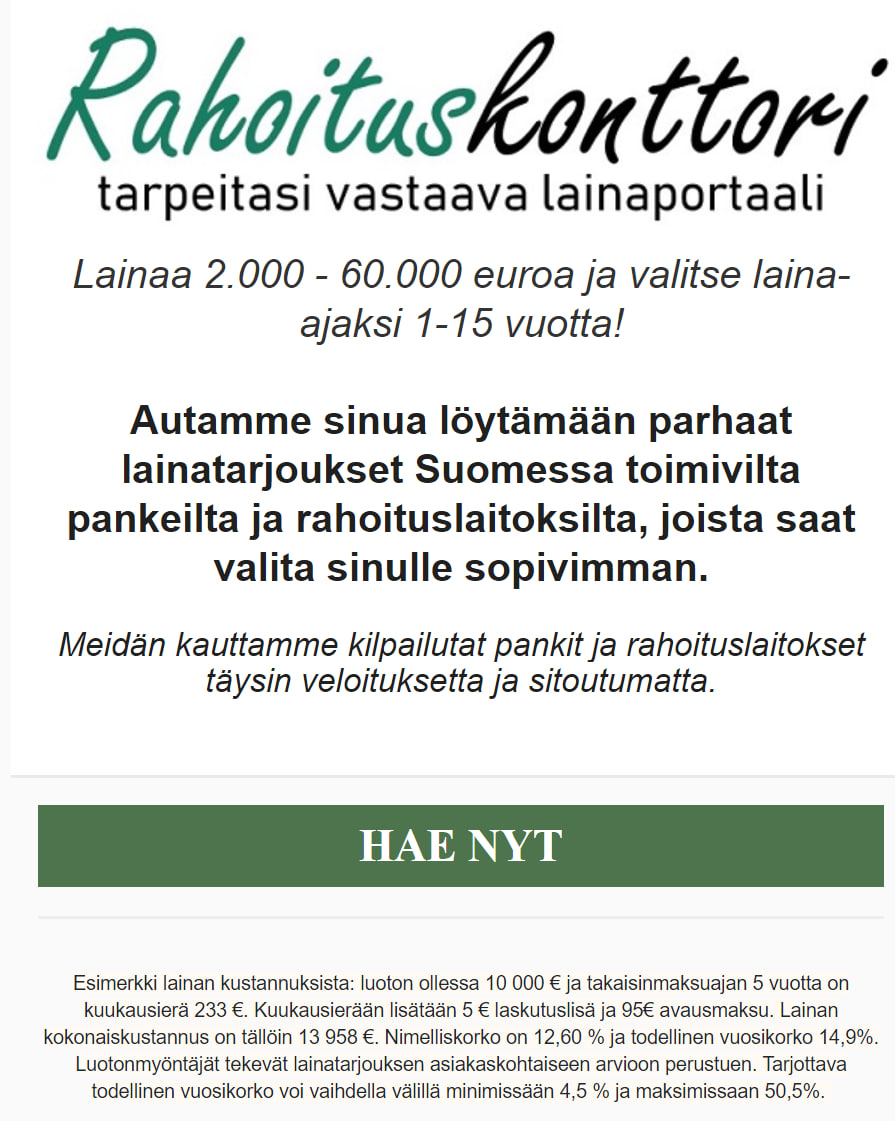 Rahoituskonttori
tarpeitasi vastaava lainaportaali
Lainaa 2.000 - 60.000 euroa ja valitse laina-
ajaksi 1-15 vuotta!
Autamme sinua löytämään parhaat
lainatarjoukset Suomessa toimivilta
pankeilta ja rahoituslaitoksilta, joista saat
valita sinulle sopivimman.
Meidän kauttamme kilpailutat pankit ja rahoituslaitokset
täysin veloituksetta ja sitoutumatta.
HAE NYT
Esimerkki lainan kustannuksista: luoton ollessa 10 000 € ja takaisinmaksuajan 5 vuotta on
kuukausierä 233 €. Kuukausierään lisätään 5 € laskutuslisä ja 95€ avausmaksu. Lainan
kokonaiskustannus on tällöin 13 958 €. Nimelliskorko on 12,60 % ja todellinen vuosikorko 14,9%.
Luotonmyöntäjät tekevät lainatarjouksen asiakaskohtaiseen arvioon perustuen. Tarjottava
todellinen vuosikorko voi vaihdella välillä minimissään 4,5 % ja maksimissaan 50,5%.